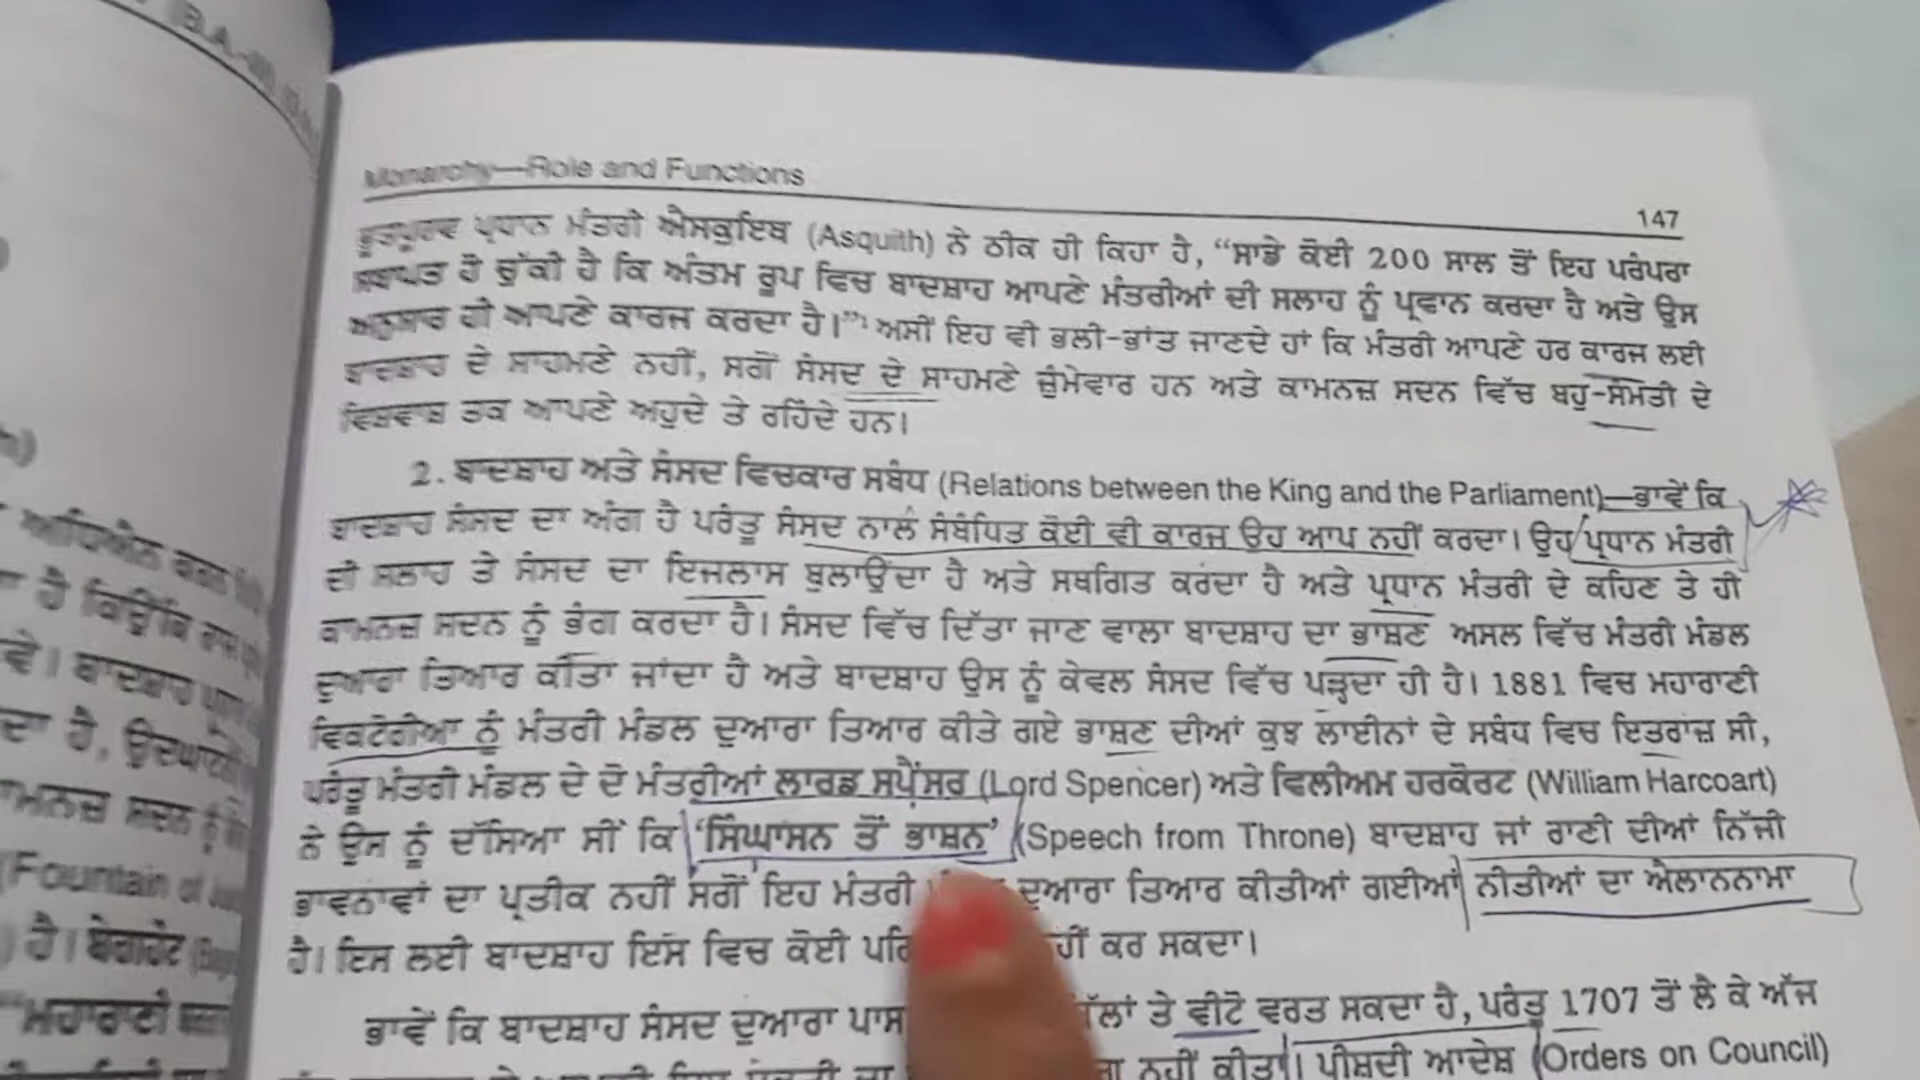 Monarchy—Role and Functions
147
ਭੂਤਪੂਰਵ ਪ੍ਰਧਾਨ ਮੰਤਰੀ ਐਸਕੁਇਥ (Asquith) ਨੇ ਠੀਕ ਹੀ ਕਿਹਾ ਹੈ, “ਸਾਡੇ ਕੋਈ 200 ਸਾਲ ਤੋਂ ਇਹ ਪਰੰਪਰਾ
ਸਥਾਪਤ ਹੋ ਚੁੱਕੀ ਹੈ ਕਿ ਅੰਤਮ ਰੂਪ ਵਿਚ ਬਾਦਸ਼ਾਹ ਆਪਣੇ ਮੰਤਰੀਆਂ ਦੀ ਸਲਾਹ ਨੂੰ ਪ੍ਰਵਾਨ ਕਰਦਾ ਹੈ ਅਤੇ ਉਸ
ਅਨੁਸਾਰ ਹੀ ਆਪਣੇ ਕਾਰਜ ਕਰਦਾ ਹੈ।”¹ ਅਸੀਂ ਇਹ ਵੀ ਭਲੀ-ਭਾਂਤ ਜਾਣਦੇ ਹਾਂ ਕਿ ਮੰਤਰੀ ਆਪਣੇ ਹਰ ਕਾਰਜ ਲਈ
ਬਾਦਸ਼ਾਹ ਦੇ ਸਾਹਮਣੇ ਨਹੀਂ, ਸਗੋਂ ਸੰਸਦ ਦੇ ਸਾਹਮਣੇ ਜ਼ੁੰਮੇਵਾਰ ਹਨ ਅਤੇ ਕਾਮਨਜ਼ ਸਦਨ ਵਿੱਚ ਬਹੁ-ਸੰਮਤੀ ਦੇ
ਵਿਸ਼ਵਾਸ ਤਕ ਆਪਣੇ ਅਹੁਦੇ ਤੇ ਰਹਿੰਦੇ ਹਨ।
2. ਬਾਦਸ਼ਾਹ ਅਤੇ ਸੰਸਦ ਵਿਚਕਾਰ ਸਬੰਧ (Relations between the King and the Parliament)—ਭਾਵੇਂ ਕਿ
ਬਾਦਸ਼ਾਹ ਸੰਸਦ ਦਾ ਅੰਗ ਹੈ ਪਰੰਤੂ ਸੰਸਦ ਨਾਲ ਸੰਬੰਧਿਤ ਕੋਈ ਵੀ ਕਾਰਜ ਉਹ ਆਪ ਨਹੀਂ ਕਰਦਾ। ਉਹ ਪ੍ਰਧਾਨ ਮੰਤਰੀ
ਦੀ ਸਲਾਹ ਤੇ ਸੰਸਦ ਦਾ ਇਜਲਾਸ ਬੁਲਾਉਂਦਾ ਹੈ ਅਤੇ ਸਥਗਿਤ ਕਰਦਾ ਹੈ ਅਤੇ ਪ੍ਰਧਾਨ ਮੰਤਰੀ ਦੇ ਕਹਿਣ ਤੇ ਹੀ
ਕਾਮਨਜ਼ ਸਦਨ ਨੂੰ ਭੰਗ ਕਰਦਾ ਹੈ। ਸੰਸਦ ਵਿੱਚ ਦਿੱਤਾ ਜਾਣ ਵਾਲਾ ਬਾਦਸ਼ਾਹ ਦਾ ਭਾਸ਼ਣ ਅਸਲ ਵਿੱਚ ਮੰਤਰੀ ਮੰਡਲ
ਦੁਆਰਾ ਤਿਆਰ ਕੀਤਾ ਜਾਂਦਾ ਹੈ ਅਤੇ ਬਾਦਸ਼ਾਹ ਉਸ ਨੂੰ ਕੇਵਲ ਸੰਸਦ ਵਿੱਚ ਪੜ੍ਹਦਾ ਹੀ ਹੈ। 1881 ਵਿਚ ਮਹਾਰਾਣੀ
ਵਿਕਟੋਰੀਆ ਨੂੰ ਮੰਤਰੀ ਮੰਡਲ ਦੁਆਰਾ ਤਿਆਰ ਕੀਤੇ ਗਏ ਭਾਸ਼ਣ ਦੀਆਂ ਕੁਝ ਲਾਈਨਾਂ ਦੇ ਸਬੰਧ ਵਿਚ ਇਤਰਾਜ਼ ਸੀ,
ਪਰੰਤੂ ਮੰਤਰੀ ਮੰਡਲ ਦੇ ਦੋ ਮੰਤਰੀਆਂ ਲਾਰਡ ਸਪੈਂਸਰ (Lord Spencer) ਅਤੇ ਵਿਲੀਅਮ ਹਰਕੋਰਟ (William Harcoart)
ਨੇ ਉਸ ਨੂੰ ਦੱਸਿਆ ਸੀ ਕਿ ‘ਸਿੰਘਾਸਨ ਤੋਂ ਭਾਸ਼ਨ’ (Speech from Throne) ਬਾਦਸ਼ਾਹ ਜਾਂ ਰਾਣੀ ਦੀਆਂ ਨਿੱਜੀ
ਭਾਵਨਾਵਾਂ ਦਾ ਪ੍ਰਤੀਕ ਨਹੀਂ ਸਗੋਂ ਇਹ ਮੰਤਰੀ ਦੁਆਰਾ ਤਿਆਰ ਕੀਤੀਆਂ ਗਈਆਂ ਨੀਤੀਆਂ ਦਾ ਐਲਾਨਨਾਮਾ
ਹੈ। ਇਸ ਲਈ ਬਾਦਸ਼ਾਹ ਇਸ ਵਿਚ ਕੋਈ ਕਰ ਸਕਦਾ।
ਭਾਵੇਂ ਕਿ ਬਾਦਸ਼ਾਹ ਸੰਸਦ ਦੁਆਰਾ ਪਾਸ ਤੇ ਵੀਟੋ ਵਰਤ ਸਕਦਾ ਹੈ, ਪਰੰਤੂ 1707 ਤੋਂ ਲੈ ਕੇ ਅੱਜ
ਨਹੀਂ ਕੀਤਾ। ਪੀਸ਼ਦੀ ਆਦੇਸ਼ (Orders on Council)